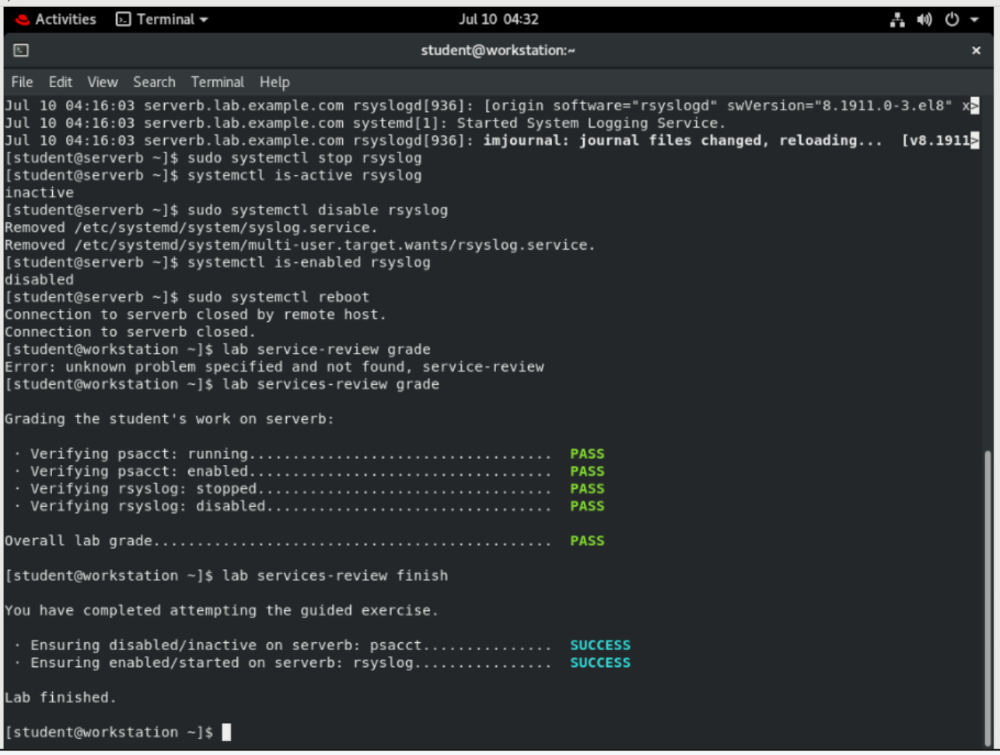 Activities Terminal Jul 10 04:32
student@workstation:~ ×
File Edit View Search Terminal Help
Jul 10 04:16:03 serverb.lab.example.com rsyslogd[936]: [origin software="rsyslogd" swVersion="8.1911.0-3.el8" x>
Jul 10 04:16:03 serverb.lab.example.com systemd[1]: Started System Logging Service.
Jul 10 04:16:03 serverb.lab.example.com rsyslogd[936]: imjournal: journal files changed, reloading...  [v8.1911>
[student@serverb ~]$ sudo systemctl stop rsyslog
[student@serverb ~]$ systemctl is-active rsyslog
inactive
[student@serverb ~]$ sudo systemctl disable rsyslog
Removed /etc/systemd/system/syslog.service.
Removed /etc/systemd/system/multi-user.target.wants/rsyslog.service.
[student@serverb ~]$ systemctl is-enabled rsyslog
disabled
[student@serverb ~]$ sudo systemctl reboot
Connection to serverb closed by remote host.
Connection to serverb closed.
[student@workstation ~]$ lab service-review grade
Error: unknown problem specified and not found, service-review
[student@workstation ~]$ lab services-review grade
Grading the student's work on serverb:
· Verifying psacct: running................................... PASS
· Verifying psacct: enabled................................... PASS
· Verifying rsyslog: stopped.................................. PASS
· Verifying rsyslog: disabled................................. PASS
Overall lab grade.............................................. PASS
[student@workstation ~]$ lab services-review finish
You have completed attempting the guided exercise.
· Ensuring disabled/inactive on serverb: psacct............... SUCCESS
· Ensuring enabled/started on serverb: rsyslog................ SUCCESS
Lab finished.
[student@workstation ~]$